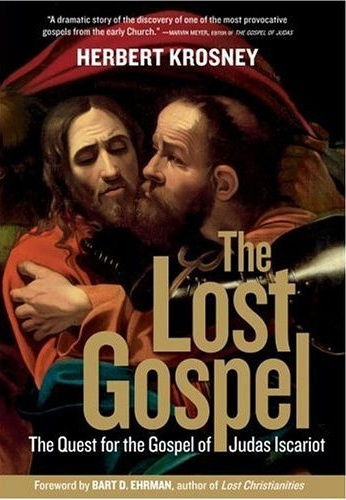 "A dramatic story of the discovery of one of the most provocative
gospels from the early Church." —MARVIN MEYER, EDITOR OF THE GOSPEL OF JUDAS
HERBERT KROSNEY
The
Lost
Gospel
The Quest for the Gospel of Judas Iscariot
Foreword by BART D. EHRMAN, author of Lost Christianities